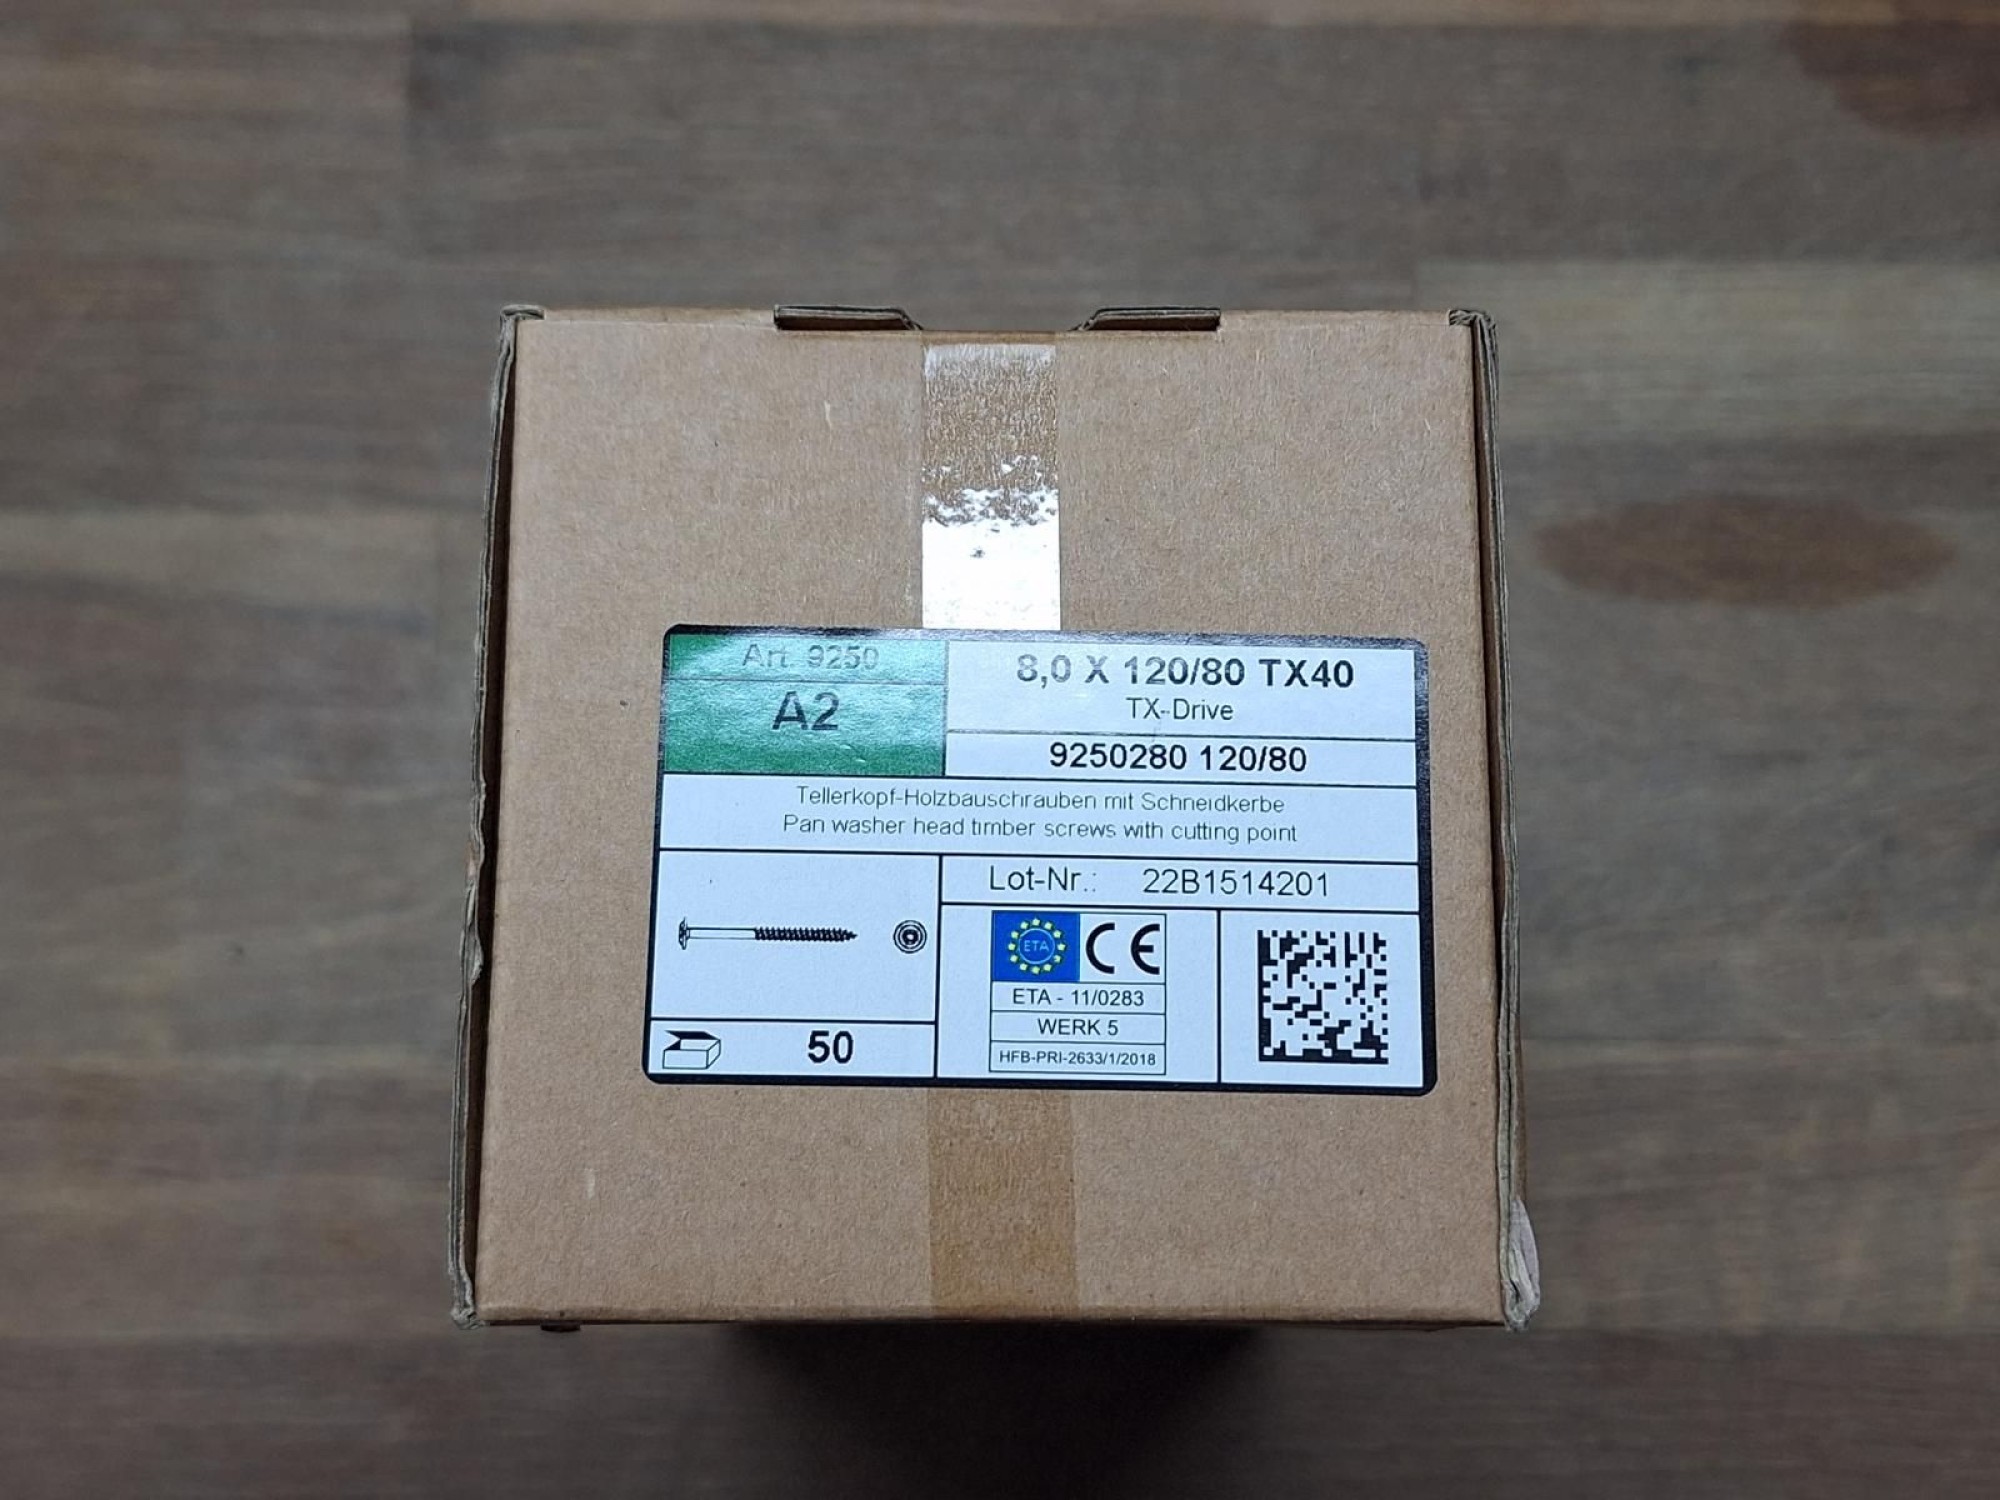 Art. 9250
A2
8,0 X 120/80 TX40
TX-Drive
9250280 120/80
Tellerkopf-Holzbauschrauben mit Schneidkerbe
Pan washer head timber screws with cutting point
Lot-Nr.: 22B1514201
ETA
CE
ETA - 11/0283
WERK 5
HFB-PRI-2633/1/2018
50